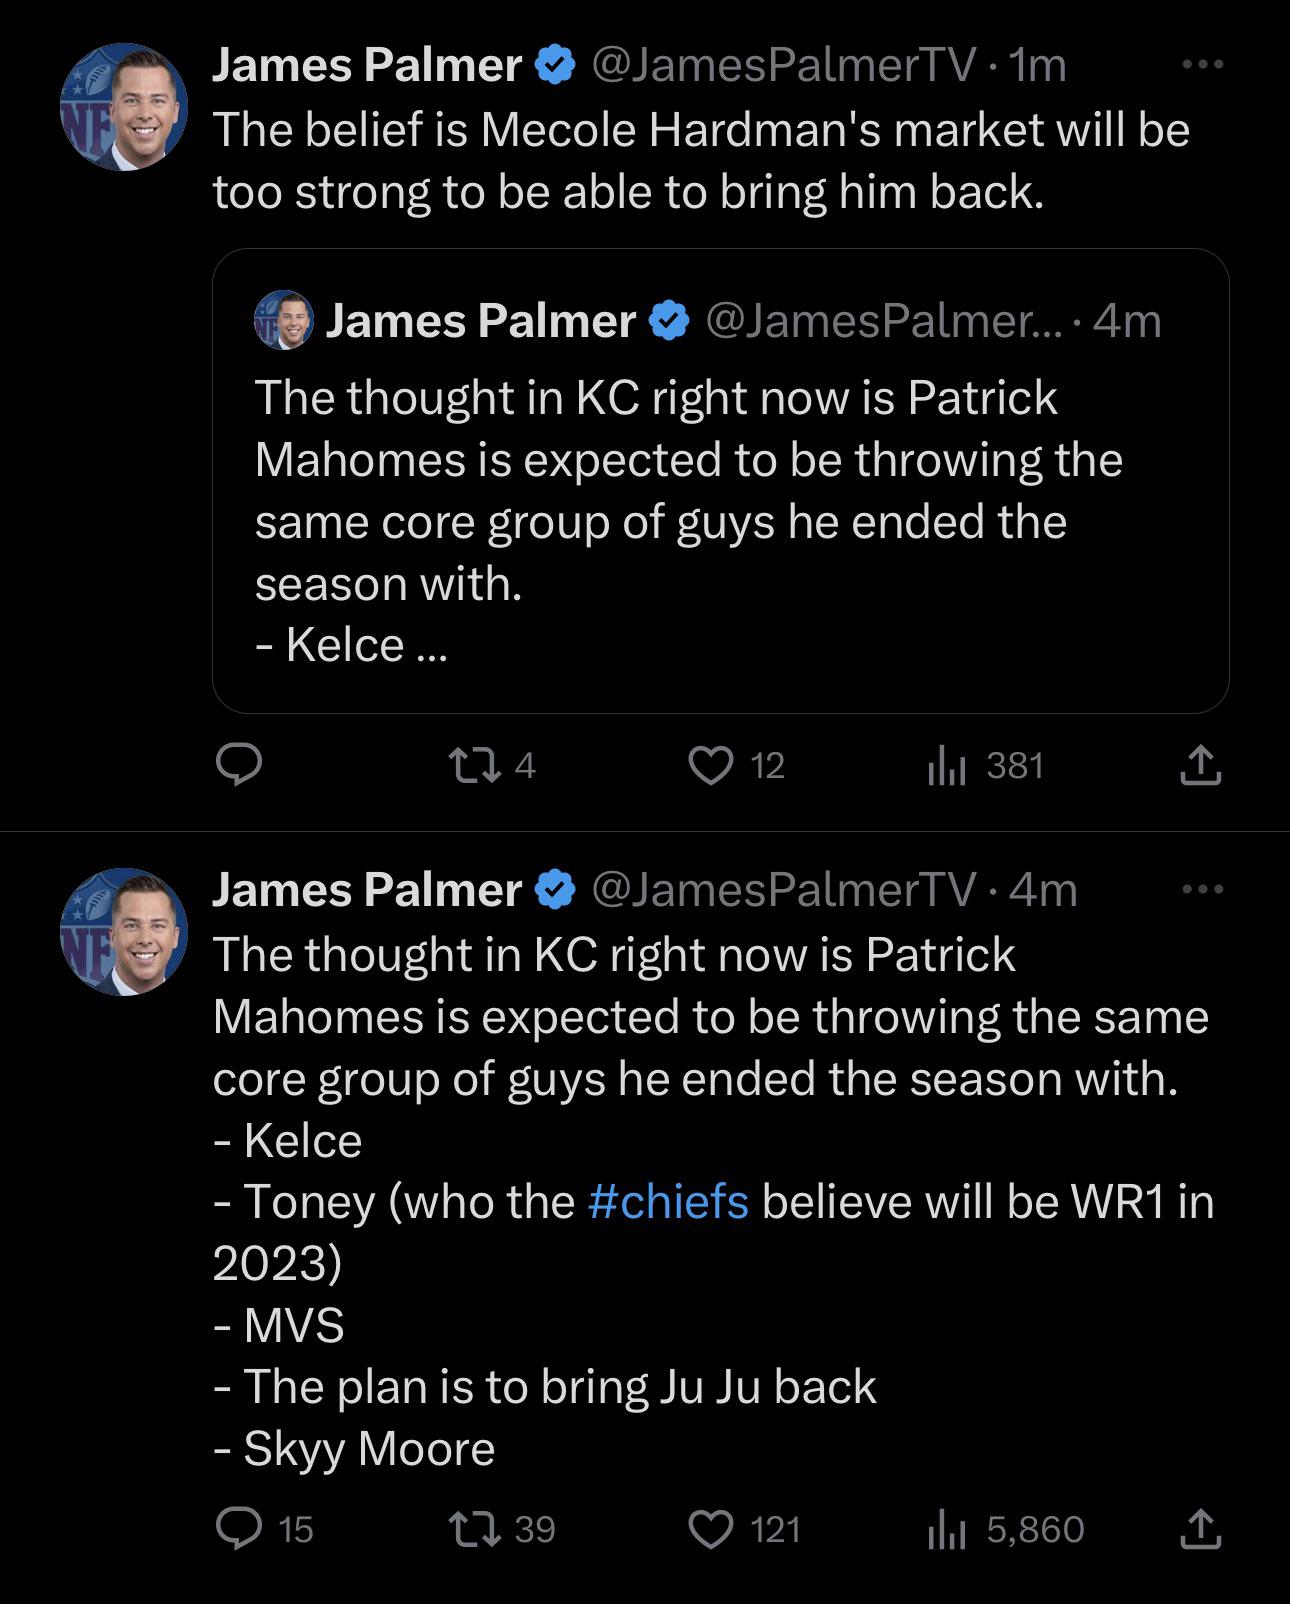 James Palmer @JamesPalmerTV · 1m
The belief is Mecole Hardman's market will be
too strong to be able to bring him back.
James Palmer @JamesPalmer... · 4m
The thought in KC right now is Patrick
Mahomes is expected to be throwing the
same core group of guys he ended the
season with.
- Kelce ...
4 12 381
James Palmer @JamesPalmerTV · 4m
The thought in KC right now is Patrick
Mahomes is expected to be throwing the same
core group of guys he ended the season with.
- Kelce
- Toney (who the #chiefs believe will be WR1 in
2023)
- MVS
- The plan is to bring Ju Ju back
- Skyy Moore
15 39 121 5,860